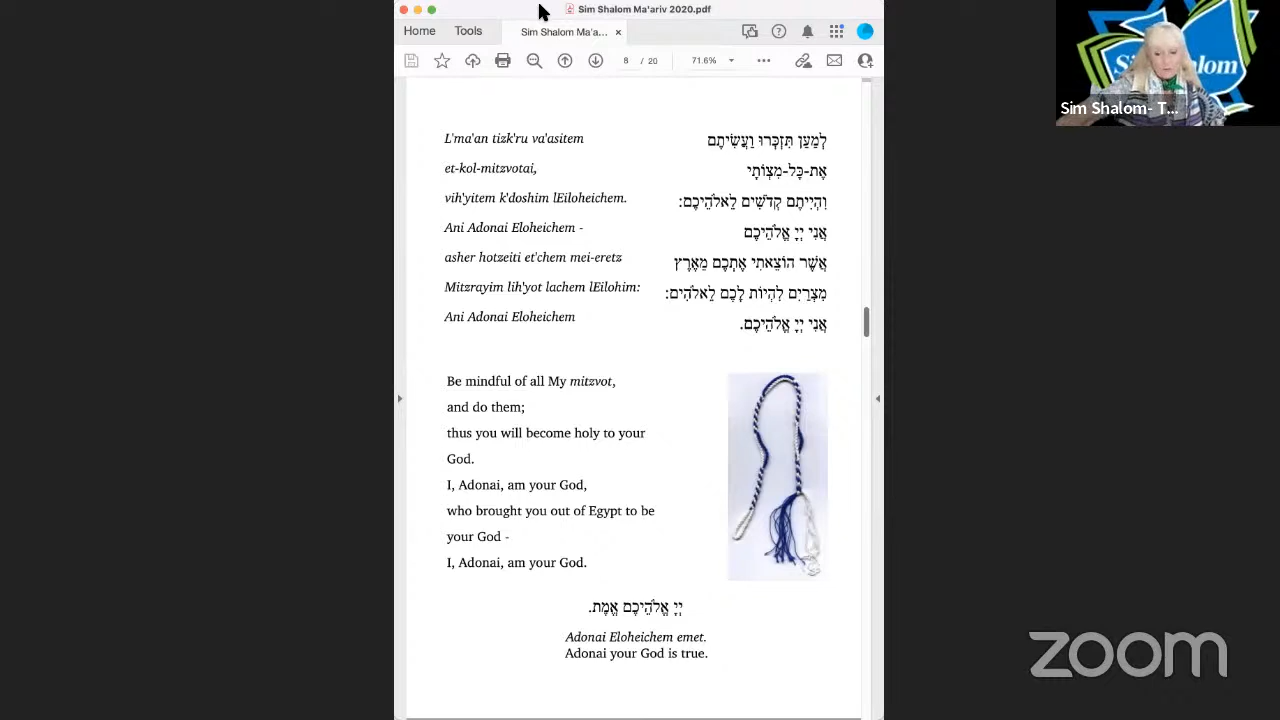 Sim Shalom Ma'ariv 2020.pdf
Home
Tools
Sim Shalom Ma'a...
8 / 20
71.6%
Sim Shalom
Sim Shalom- T...
L'ma'an tizk'ru va'asitem
et-kol-mitzvotai,
vih'yitem k'doshim lEiloheichem.
Ani Adonai Eloheichem -
asher hotzeiti et'chem mei-eretz
Mitzrayim lih'yot lachem lEilohim:
Ani Adonai Eloheichem
לְמַעַן תִּזְכְּרוּ וַעֲשִׂיתֶם
אֶת-כָּל-מִצְוֹתָי
וִהְיִיתֶם קְדֹשִׁים לֵאלֹהֵיכֶם:
אֲנִי יְיָ אֱלֹהֵיכֶם
אֲשֶׁר הוֹצֵאתִי אֶתְכֶם מֵאֶרֶץ
מִצְרַיִם לִהְיוֹת לָכֶם לֵאלֹהִים:
אֲנִי יְיָ אֱלֹהֵיכֶם.
Be mindful of all My mitzvot,
and do them;
thus you will become holy to your
God.
I, Adonai, am your God,
who brought you out of Egypt to be
your God -
I, Adonai, am your God.
יְיָ אֱלֹהֵיכֶם אֱמֶת.
Adonai Eloheichem emet.
Adonai your God is true.
zoom